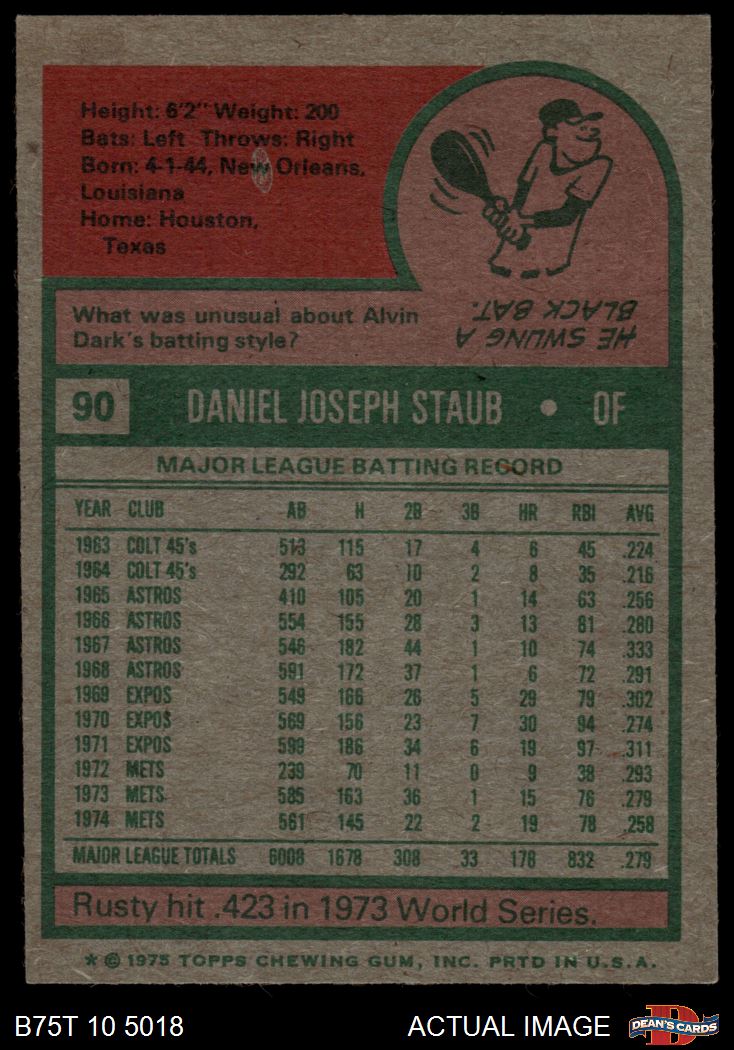 Height: 6'2" Weight: 200
Bats: Left Throws: Right
Born: 4-1-44, New Orleans,
Louisiana
Home: Houston,
Texas
What was unusual about Alvin
Dark's batting style?
HE SWUNG A
BLACK BAT.
90 DANIEL JOSEPH STAUB • OF
MAJOR LEAGUE BATTING RECORD
YEAR CLUB AB H 2B 3B HR RBI AVG
1963 COLT 45's 513 115 17 4 6 45 .224
1964 COLT 45's 292 63 10 2 8 35 .216
1965 ASTROS 410 105 20 1 14 63 .256
1966 ASTROS 554 155 28 3 13 81 .280
1967 ASTROS 546 182 44 1 10 74 .333
1968 ASTROS 591 172 37 1 6 72 .291
1969 EXPOS 549 166 26 5 29 79 .302
1970 EXPOS 569 156 23 7 30 94 .274
1971 EXPOS 599 186 34 6 19 97 .311
1972 METS 239 70 11 0 9 38 .293
1973 METS 585 163 36 1 15 76 .279
1974 METS 561 145 22 2 19 78 .258
MAJOR LEAGUE TOTALS 6008 1678 308 33 178 832 .279
Rusty hit .423 in 1973 World Series.
* © 1975 TOPPS CHEWING GUM, INC. PRTD IN U.S.A.
B75T 10 5018 ACTUAL IMAGE D DEAN'S CARDS